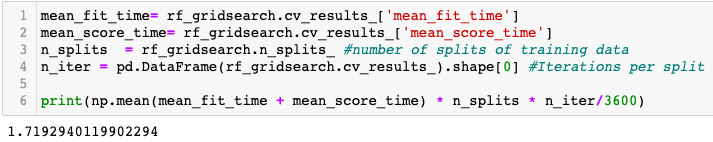 1 mean_fit_time= rf_gridsearch.cv_results_['mean_fit_time']
2 mean_score_time= rf_gridsearch.cv_results_['mean_score_time']
3 n_splits  = rf_gridsearch.n_splits_ #number of splits of training data
4 n_iter = pd.DataFrame(rf_gridsearch.cv_results_).shape[0] #Iterations per split
5
6 print(np.mean(mean_fit_time + mean_score_time) * n_splits * n_iter/3600)
1.7192940119902294